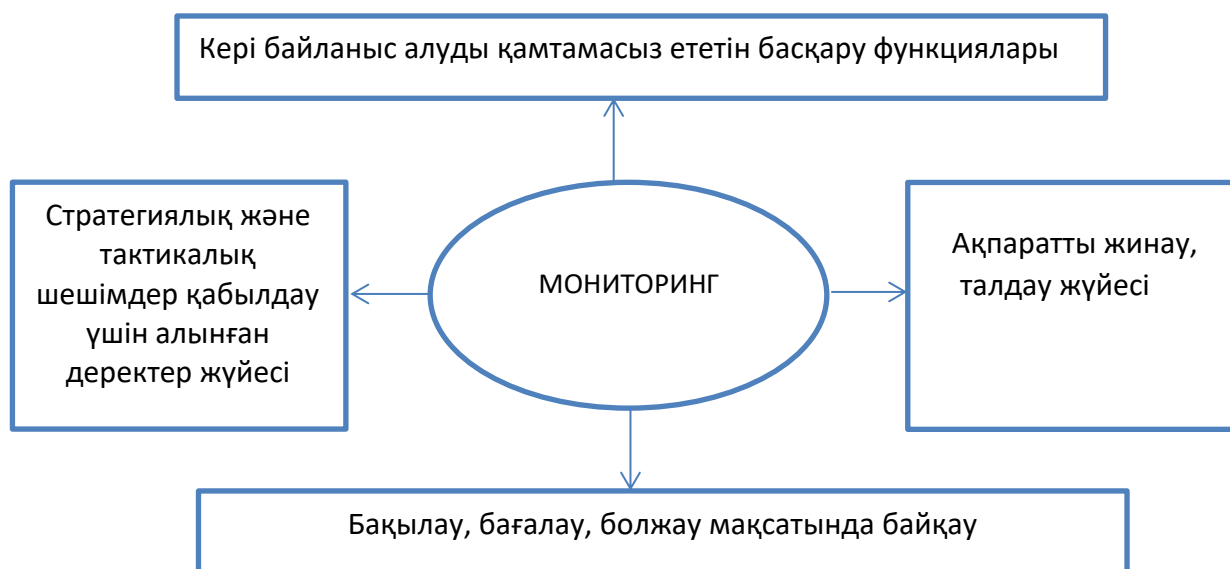 Кері байланыс алуды қамтамасыз ететін басқару функциялары
Стратегиялық және
тактикалық
шешімдер қабылдау
үшін алынған
деректер жүйесі
МОНИТОРИНГ
Ақпаратты жинау,
талдау жүйесі
Бақылау, бағалау, болжау мақсатында байқау